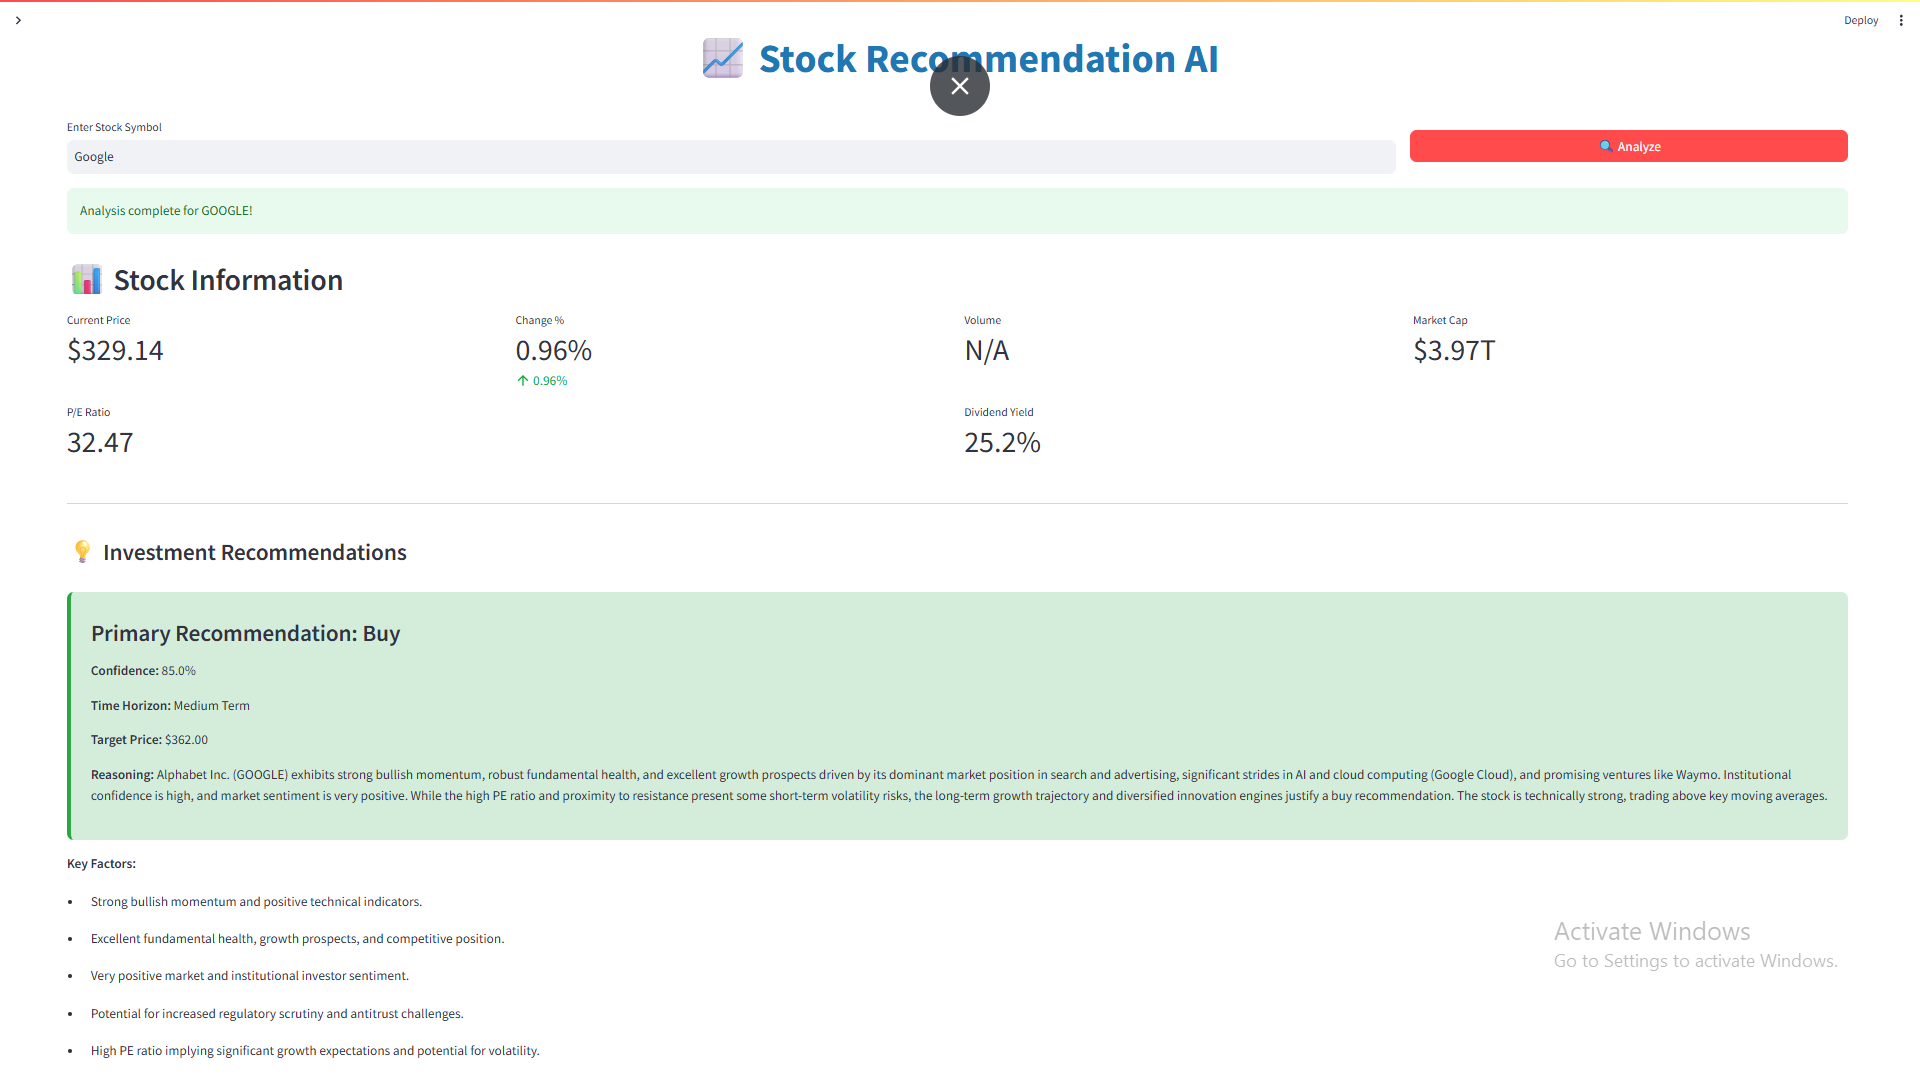 Deploy
Stock Recommendation AI
Enter Stock Symbol
Google
Analyze
Analysis complete for GOOGLE!
Stock Information
Current Price
$329.14
Change %
0.96%
0.96%
Volume
N/A
Market Cap
$3.97T
P/E Ratio
32.47
Dividend Yield
25.2%
Investment Recommendations
Primary Recommendation: Buy
Confidence: 85.0%
Time Horizon: Medium Term
Target Price: $362.00
Reasoning: Alphabet Inc. (GOOGLE) exhibits strong bullish momentum, robust fundamental health, and excellent growth prospects driven by its dominant market position in search and advertising, significant strides in AI and cloud computing (Google Cloud), and promising ventures like Waymo. Institutional
confidence is high, and market sentiment is very positive. While the high PE ratio and proximity to resistance present some short-term volatility risks, the long-term growth trajectory and diversified innovation engines justify a buy recommendation. The stock is technically strong, trading above key moving averages.
Key Factors:
• Strong bullish momentum and positive technical indicators.
• Excellent fundamental health, growth prospects, and competitive position.
• Very positive market and institutional investor sentiment.
• Potential for increased regulatory scrutiny and antitrust challenges.
• High PE ratio implying significant growth expectations and potential for volatility.
Activate Windows
Go to Settings to activate Windows.